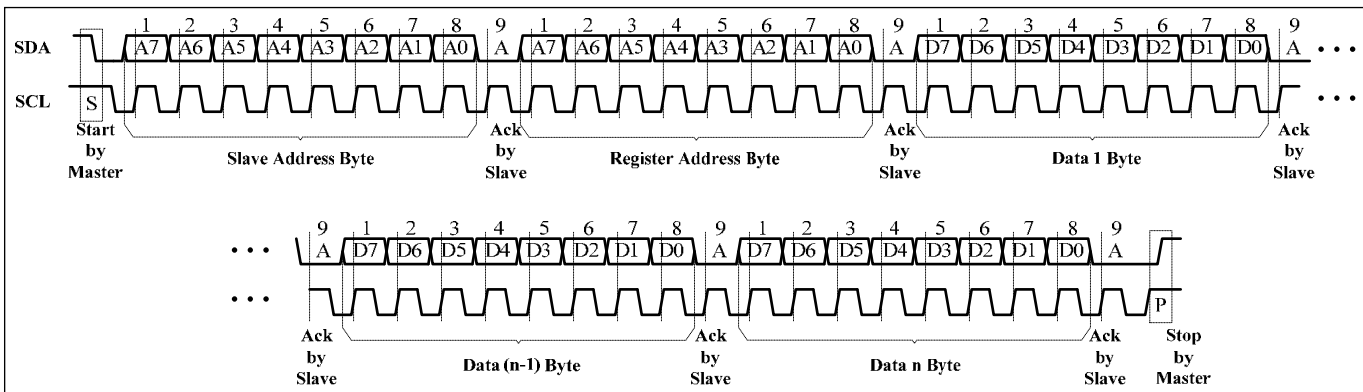 1 2 3 4 5 6 7 8 9 1 2 3 4 5 6 7 8 9 1 2 3 4 5 6 7 8 9
SDA A7 A6 A5 A4 A3 A2 A1 A0 A A7 A6 A5 A4 A3 A2 A1 A0 A D7 D6 D5 D4 D3 D2 D1 D0 A • • •
SCL S • • •
Start by Master
Slave Address Byte
Ack by Slave
Register Address Byte
Ack by Slave
Data 1 Byte
Ack by Slave
9 1 2 3 4 5 6 7 8 9 1 2 3 4 5 6 7 8 9
• • • A D7 D6 D5 D4 D3 D2 D1 D0 A D7 D6 D5 D4 D3 D2 D1 D0 A
• • • P
Ack by Slave
Data (n-1) Byte
Ack by Slave
Data n Byte
Ack by Slave
Stop by Master